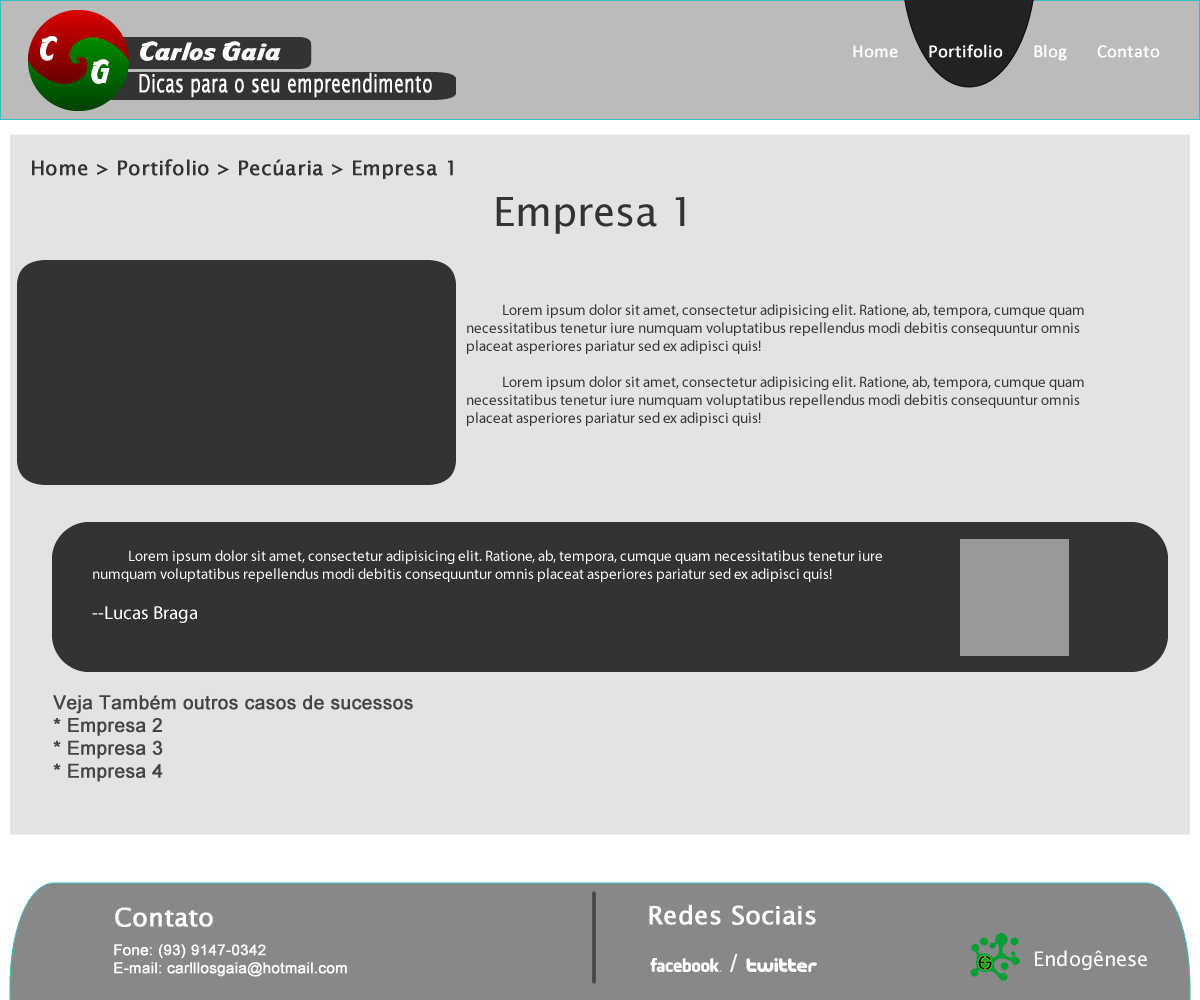 C G
Carlos Gaia
Dicas para o seu empreendimento
Home Portifolio Blog Contato
Home > Portifolio > Pecúaria > Empresa 1
Empresa 1
Lorem ipsum dolor sit amet, consectetur adipisicing elit. Ratione, ab, tempora, cumque quam
necessitatibus tenetur iure numquam voluptatibus repellendus modi debitis consequuntur omnis
placeat asperiores pariatur sed ex adipisci quis!
Lorem ipsum dolor sit amet, consectetur adipisicing elit. Ratione, ab, tempora, cumque quam
necessitatibus tenetur iure numquam voluptatibus repellendus modi debitis consequuntur omnis
placeat asperiores pariatur sed ex adipisci quis!
Lorem ipsum dolor sit amet, consectetur adipisicing elit. Ratione, ab, tempora, cumque quam necessitatibus tenetur iure
numquam voluptatibus repellendus modi debitis consequuntur omnis placeat asperiores pariatur sed ex adipisci quis!
--Lucas Braga
Veja Também outros casos de sucessos
* Empresa 2
* Empresa 3
* Empresa 4
Contato
Fone: (93) 9147-0342
E-mail: carlllosgaia@hotmail.com
Redes Sociais
facebook. / twitter
EG Endogênese